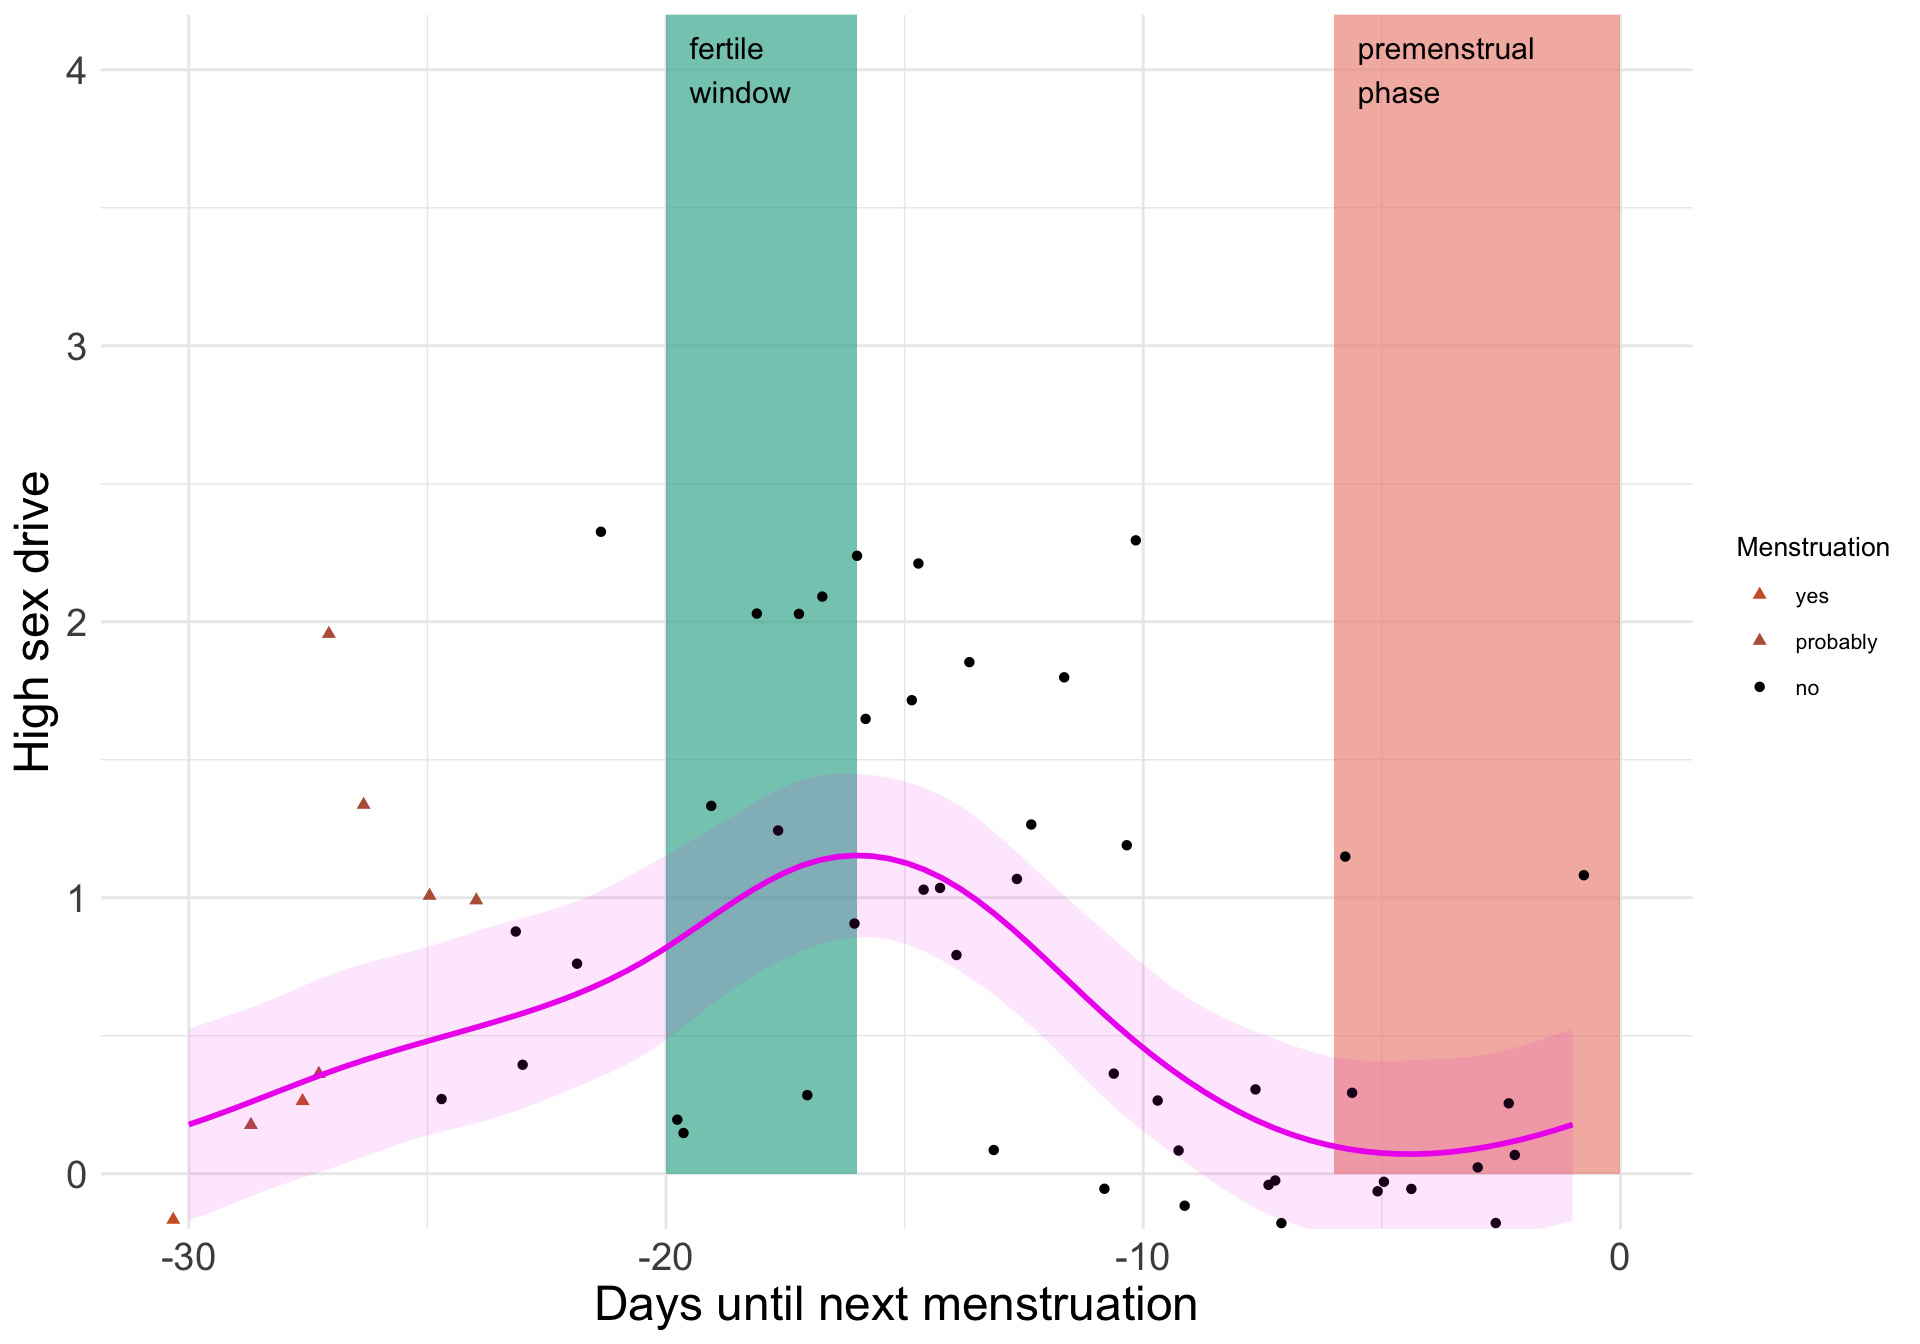 fertile
window
premenstrual
phase
4
3
2
1
0
High sex drive
-30
-20
-10
0
Days until next menstruation
Menstruation
yes
probably
no